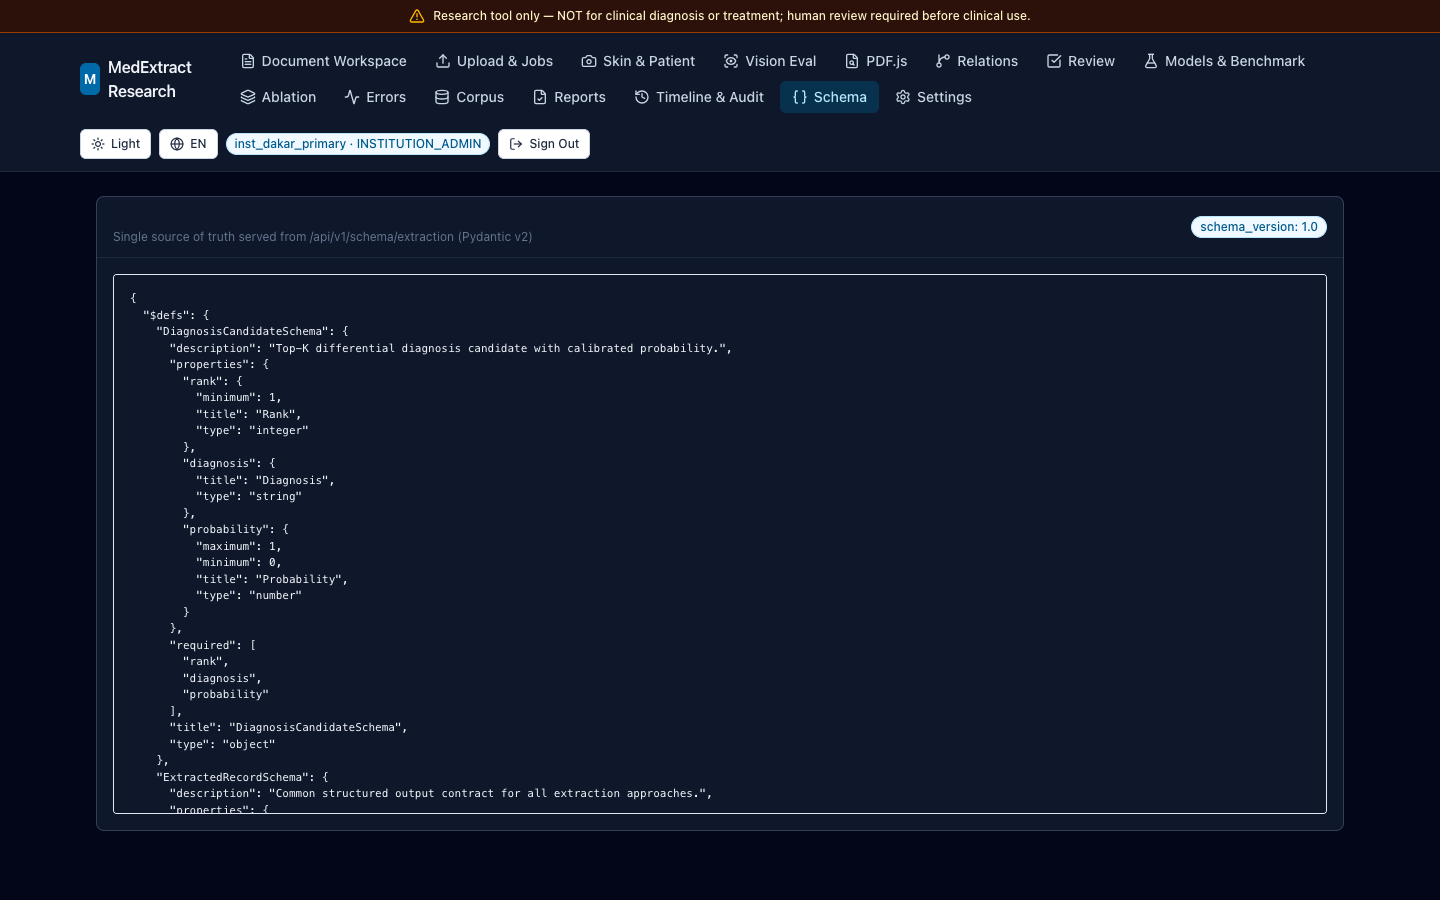 Research tool only — NOT for clinical diagnosis or treatment; human review required before clinical use.
M
MedExtract Research
Document Workspace
Upload & Jobs
Skin & Patient
Vision Eval
PDF.js
Relations
Review
Models & Benchmark
Ablation
Errors
Corpus
Reports
Timeline & Audit
Schema
Settings
Light
EN
inst_dakar_primary · INSTITUTION_ADMIN
Sign Out
Single source of truth served from /api/v1/schema/extraction (Pydantic v2)
schema_version: 1.0
{
  "$defs": {
    "DiagnosisCandidateSchema": {
      "description": "Top-K differential diagnosis candidate with calibrated probability.",
      "properties": {
        "rank": {
          "minimum": 1,
          "title": "Rank",
          "type": "integer"
        },
        "diagnosis": {
          "title": "Diagnosis",
          "type": "string"
        },
        "probability": {
          "maximum": 1,
          "minimum": 0,
          "title": "Probability",
          "type": "number"
        }
      },
      "required": [
        "rank",
        "diagnosis",
        "probability"
      ],
      "title": "DiagnosisCandidateSchema",
      "type": "object"
    },
    "ExtractedRecordSchema": {
      "description": "Common structured output contract for all extraction approaches.",
      "properties": {